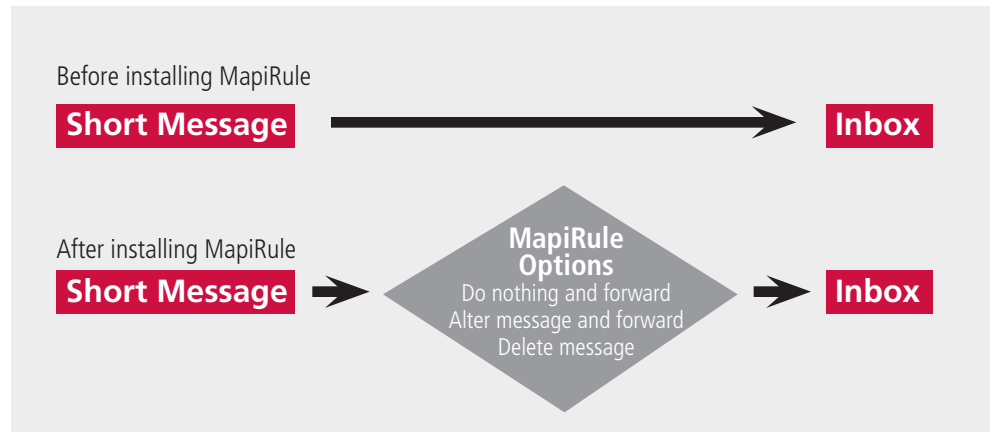 Before installing MapiRule
Short Message
Inbox
After installing MapiRule
Short Message
MapiRule
Options
Do nothing and forward
Alter message and forward
Delete message
Inbox